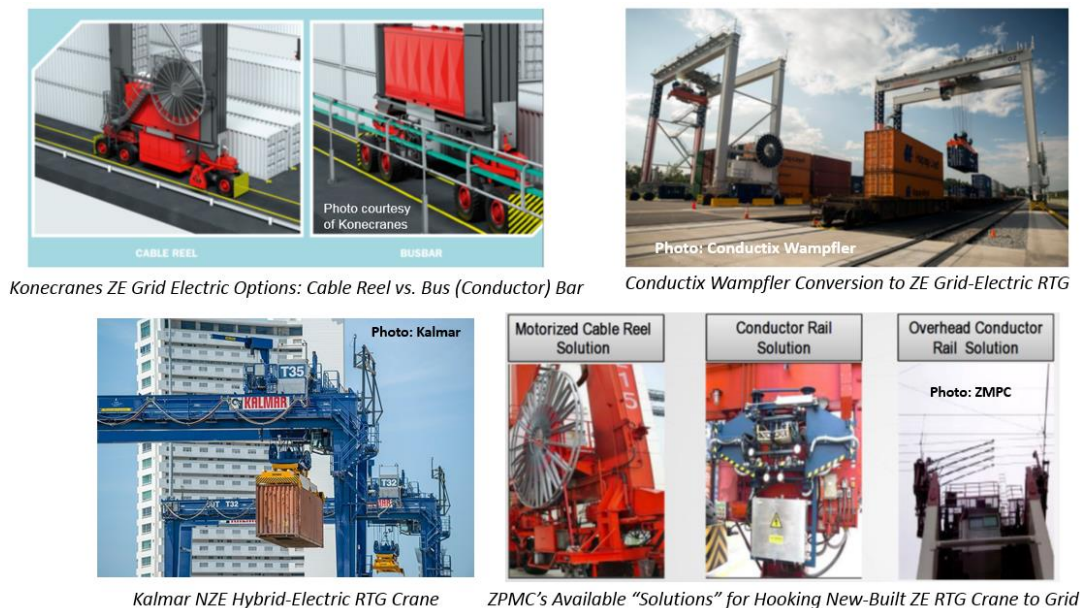 Photo courtesy
of Konecranes
CABLE REEL
BUSBAR
Konecranes ZE Grid Electric Options: Cable Reel vs. Bus (Conductor) Bar
Photo: Conductix Wampfler
Conductix Wampfler Conversion to ZE Grid-Electric RTG
Photo: Kalmar
T35
KALMAR
T32
T32
Kalmar NZE Hybrid-Electric RTG Crane
Motorized Cable Reel
Solution
Conductor Rail
Solution
Overhead Conductor
Rail Solution
Photo: ZMPC
ZPMC's Available “Solutions” for Hooking New-Built ZE RTG Crane to Grid